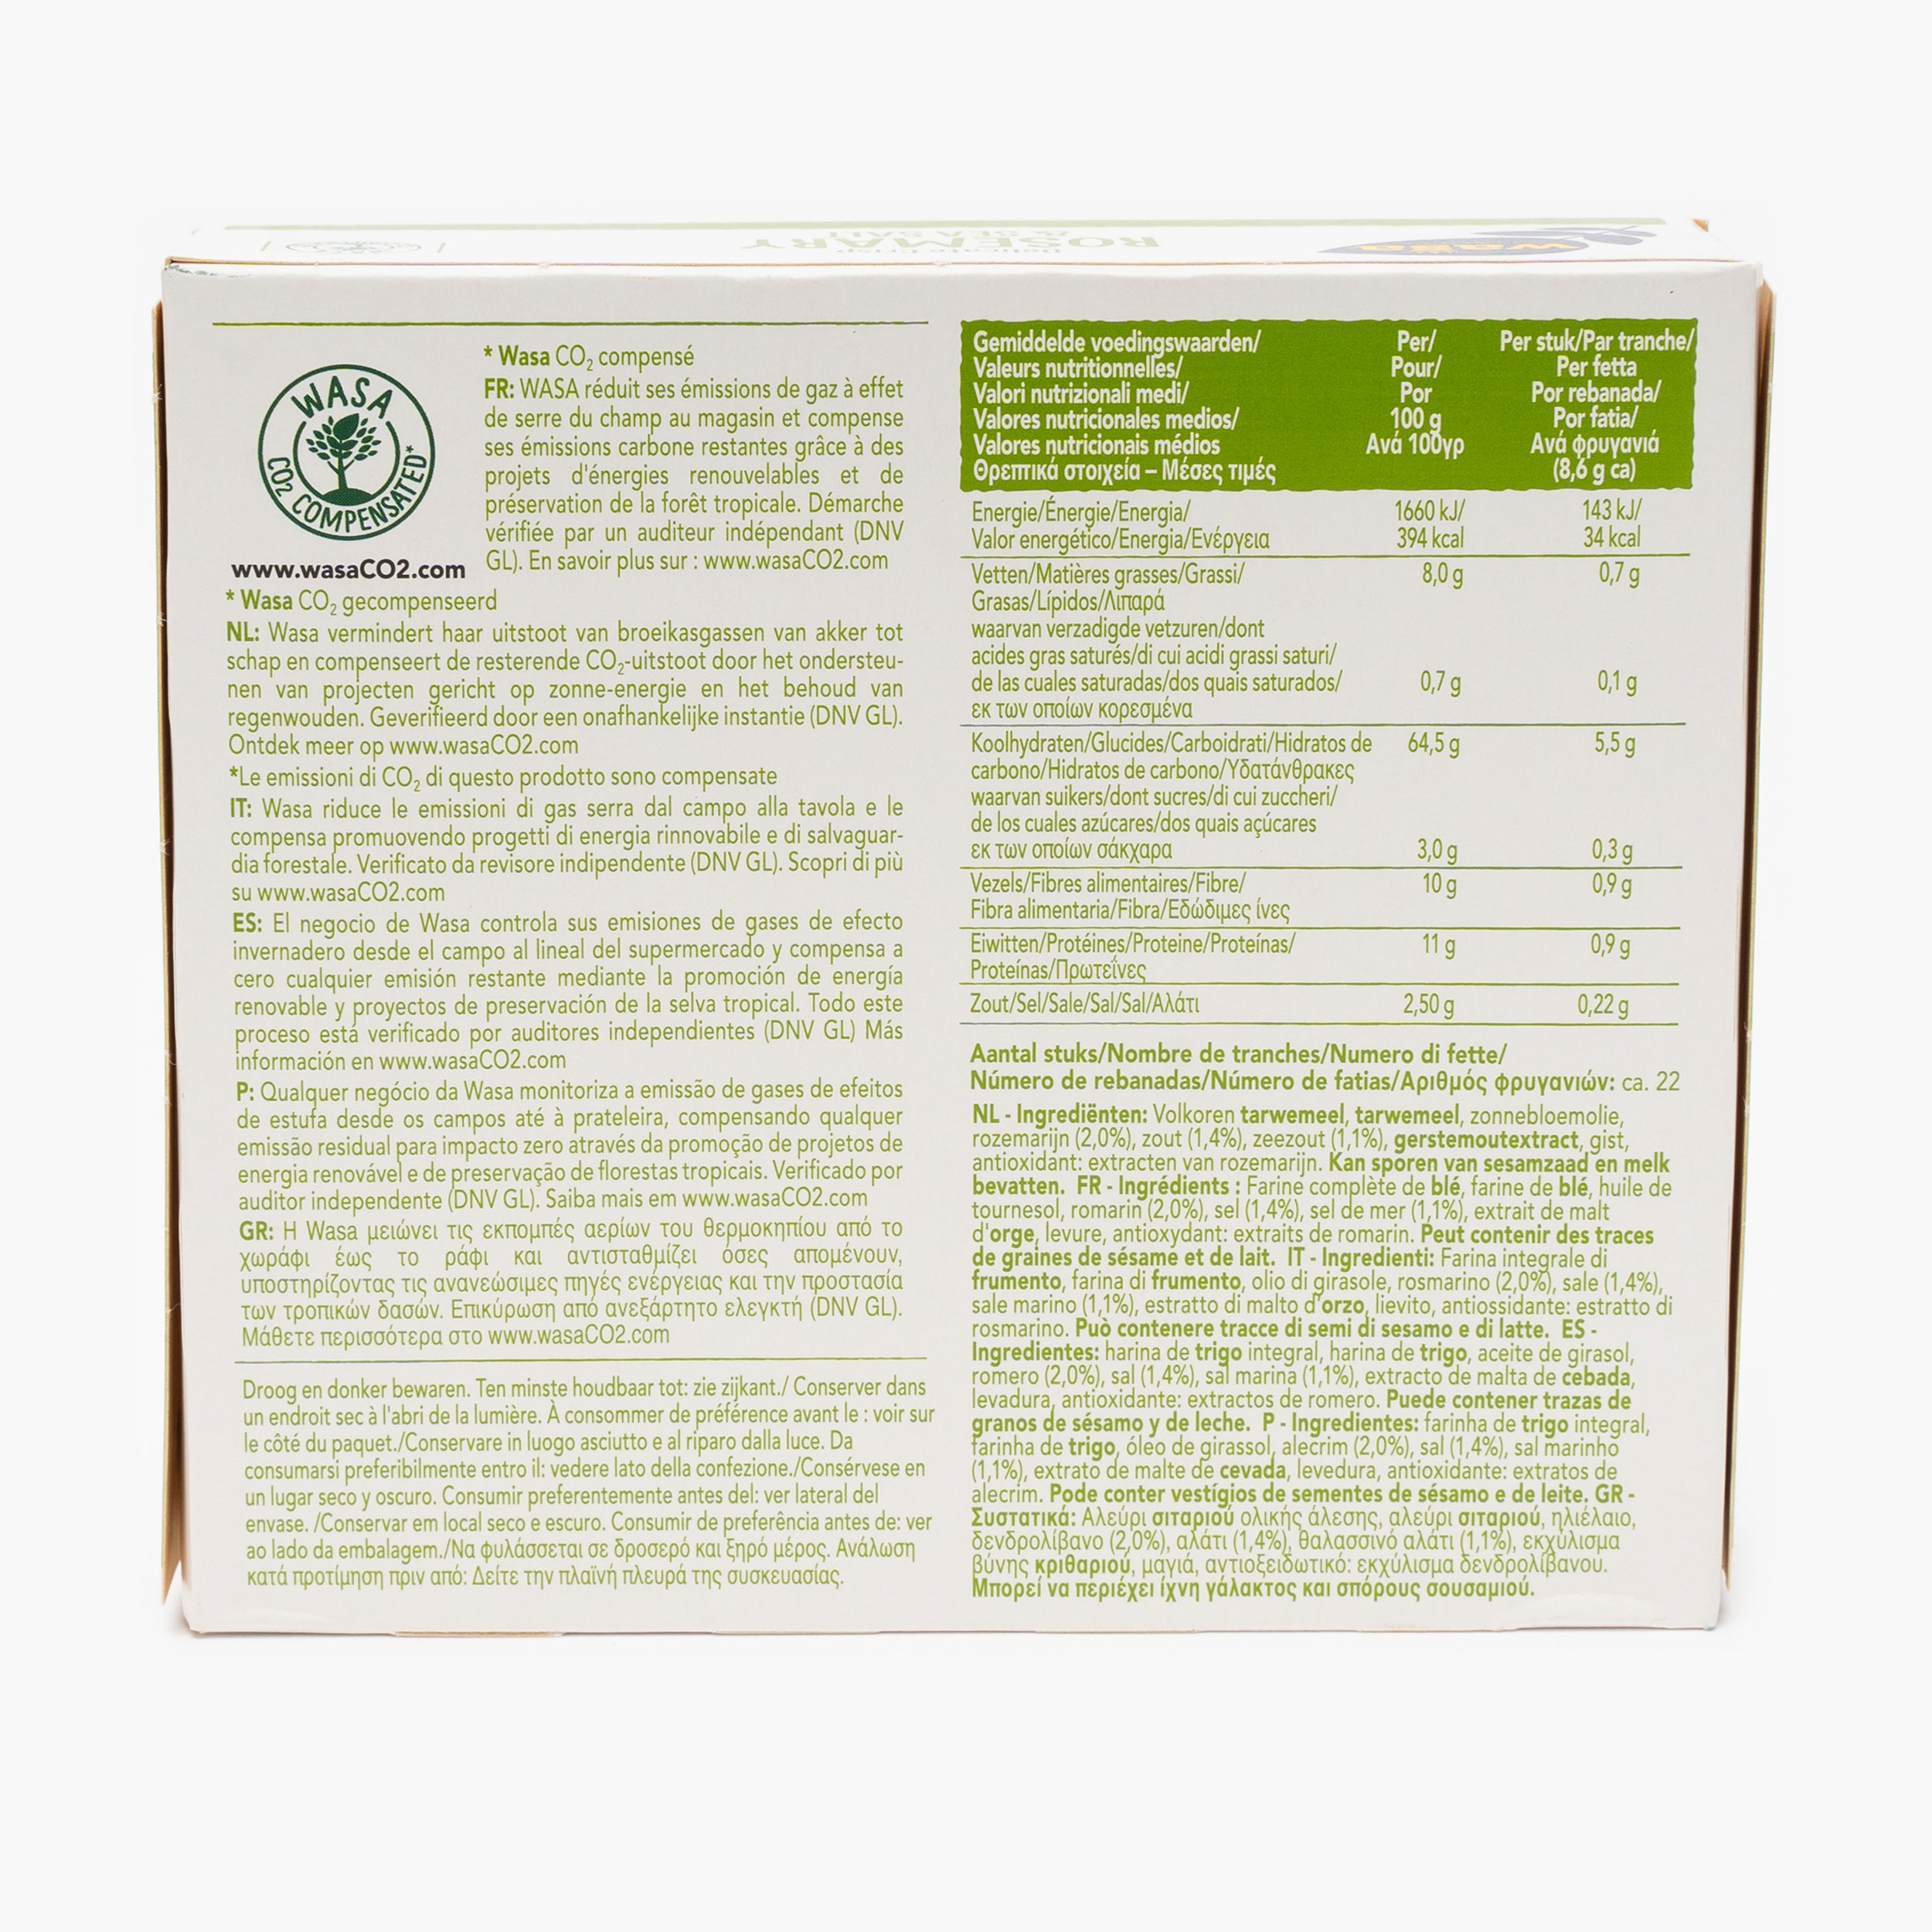 Delicate Crisp
ROSEMARY
& SEA SALT
Wasa
WASA
CO2 COMPENSATED*
www.wasaCO2.com
* Wasa CO₂ compensé
FR: WASA réduit ses émissions de gaz à effet
de serre du champ au magasin et compense
ses émissions carbone restantes grâce à des
projets d'énergies renouvelables et de
préservation de la forêt tropicale. Démarche
vérifiée par un auditeur indépendant (DNV
GL). En savoir plus sur : www.wasaCO2.com
* Wasa CO₂ gecompenseerd
NL: Wasa vermindert haar uitstoot van broeikasgassen van akker tot
schap en compenseert de resterende CO₂-uitstoot door het ondersteu-
nen van projecten gericht op zonne-energie en het behoud van
regenwouden. Geverifieerd door een onafhankelijke instantie (DNV GL).
Ontdek meer op www.wasaCO2.com
*Le emissioni di CO₂ di questo prodotto sono compensate
IT: Wasa riduce le emissioni di gas serra dal campo alla tavola e le
compensa promuovendo progetti di energia rinnovabile e di salvaguar-
dia forestale. Verificato da revisore indipendente (DNV GL). Scopri di più
su www.wasaCO2.com
ES: El negocio de Wasa controla sus emisiones de gases de efecto
invernadero desde el campo al lineal del supermercado y compensa a
cero cualquier emisión restante mediante la promoción de energía
renovable y proyectos de preservación de la selva tropical. Todo este
proceso está verificado por auditores independientes (DNV GL) Más
información en www.wasaCO2.com
P: Qualquer negócio da Wasa monitoriza a emissão de gases de efeitos
de estufa desde os campos até à prateleira, compensando qualquer
emissão residual para impacto zero através da promoção de projetos de
energia renovável e de preservação de florestas tropicais. Verificado por
auditor independente (DNV GL). Saiba mais em www.wasaCO2.com
GR: Η Wasa μειώνει τις εκπομπές αερίων του θερμοκηπίου από το
χωράφι έως το ράφι και αντισταθμίζει όσες απομένουν,
υποστηρίζοντας τις ανανεώσιμες πηγές ενέργειας και την προστασία
των τροπικών δασών. Επικύρωση από ανεξάρτητο ελεγκτή (DNV GL).
Μάθετε περισσότερα στο www.wasaCO2.com
Droog en donker bewaren. Ten minste houdbaar tot: zie zijkant./ Conserver dans
un endroit sec à l'abri de la lumière. À consommer de préférence avant le : voir sur
le côté du paquet./Conservare in luogo asciutto e al riparo dalla luce. Da
consumarsi preferibilmente entro il: vedere lato della confezione./Consérvese en
un lugar seco y oscuro. Consumir preferentemente antes del: ver lateral del
envase. /Conservar em local seco e escuro. Consumir de preferência antes de: ver
ao lado da embalagem./Να φυλάσσεται σε δροσερό και ξηρό μέρος. Ανάλωση
κατά προτίμηση πριν από: Δείτε την πλαϊνή πλευρά της συσκευασίας.
Gemiddelde voedingswaarden/
Valeurs nutritionnelles/
Valori nutrizionali medi/
Valores nutricionales medios/
Valores nutricionais médios
Θρεπτικά στοιχεία – Μέσες τιμές
Per/
Pour/
Por
100 g
Ανά 100γρ
Per stuk/Par tranche/
Per fetta
Por rebanada/
Por fatia/
Ανά φρυγανιά
(8,6 g ca)
Energie/Énergie/Energia/ 1660 kJ/ 143 kJ/
Valor energético/Energia/Ενέργεια 394 kcal 34 kcal
Vetten/Matières grasses/Grassi/ 8,0 g 0,7 g
Grasas/Lípidos/Λιπαρά
waarvan verzadigde vetzuren/dont
acides gras saturés/di cui acidi grassi saturi/
de las cuales saturadas/dos quais saturados/ 0,7 g 0,1 g
εκ των οποίων κορεσμένα
Koolhydraten/Glucides/Carboidrati/Hidratos de 64,5 g 5,5 g
carbono/Hidratos de carbono/Υδατάνθρακες
waarvan suikers/dont sucres/di cui zuccheri/
de los cuales azúcares/dos quais açúcares
εκ των οποίων σάκχαρα 3,0 g 0,3 g
Vezels/Fibres alimentaires/Fibre/ 10 g 0,9 g
Fibra alimentaria/Fibra/Εδώδιμες ίνες
Eiwitten/Protéines/Proteine/Proteínas/ 11 g 0,9 g
Proteínas/Πρωτεΐνες
Zout/Sel/Sale/Sal/Sal/Αλάτι 2,50 g 0,22 g
Aantal stuks/Nombre de tranches/Numero di fette/
Número de rebanadas/Número de fatias/Αριθμός φρυγανιών: ca. 22
NL - Ingrediënten: Volkoren tarwemeel, tarwemeel, zonnebloemolie,
rozemarijn (2,0%), zout (1,4%), zeezout (1,1%), gerstemoutextract, gist,
antioxidant: extracten van rozemarijn. Kan sporen van sesamzaad en melk
bevatten. FR - Ingrédients : Farine complète de blé, farine de blé, huile de
tournesol, romarin (2,0%), sel (1,4%), sel de mer (1,1%), extrait de malt
d'orge, levure, antioxydant: extraits de romarin. Peut contenir des traces
de graines de sésame et de lait. IT - Ingredienti: Farina integrale di
frumento, farina di frumento, olio di girasole, rosmarino (2,0%), sale (1,4%),
sale marino (1,1%), estratto di malto d'orzo, lievito, antiossidante: estratto di
rosmarino. Può contenere tracce di semi di sesamo e di latte. ES -
Ingredientes: harina de trigo integral, harina de trigo, aceite de girasol,
romero (2,0%), sal (1,4%), sal marina (1,1%), extracto de malta de cebada,
levadura, antioxidante: extractos de romero. Puede contener trazas de
granos de sésamo y de leche. P - Ingredientes: farinha de trigo integral,
farinha de trigo, óleo de girassol, alecrim (2,0%), sal (1,4%), sal marinho
(1,1%), extrato de malte de cevada, levedura, antioxidante: extratos de
alecrim. Pode conter vestígios de sementes de sésamo e de leite. GR -
Συστατικά: Αλεύρι σιταριού ολικής άλεσης, αλεύρι σιταριού, ηλιέλαιο,
δενδρολίβανο (2,0%), αλάτι (1,4%), θαλασσινό αλάτι (1,1%), εκχύλισμα
βύνης κριθαριού, μαγιά, αντιοξειδωτικό: εκχύλισμα δενδρολίβανου.
Μπορεί να περιέχει ίχνη γάλακτος και σπόρους σουσαμιού.